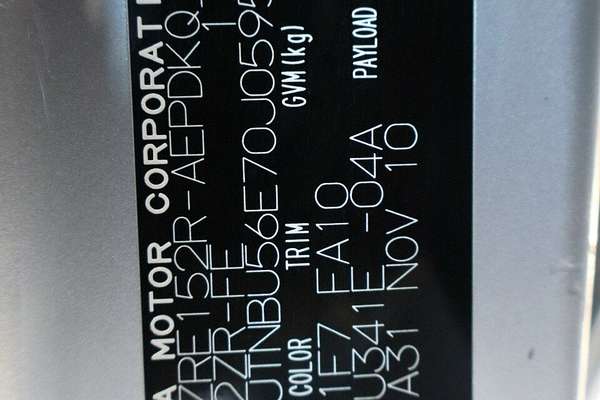 A MOTOR CORPORAT
ZRE152R-AEPDKQ
2ZR-FE 1
JTNBU56E70J0595
COLOR TRIM GVM(kg)
1F7 FA10
U341E -04A PAYLOAD
A31 NOV 10